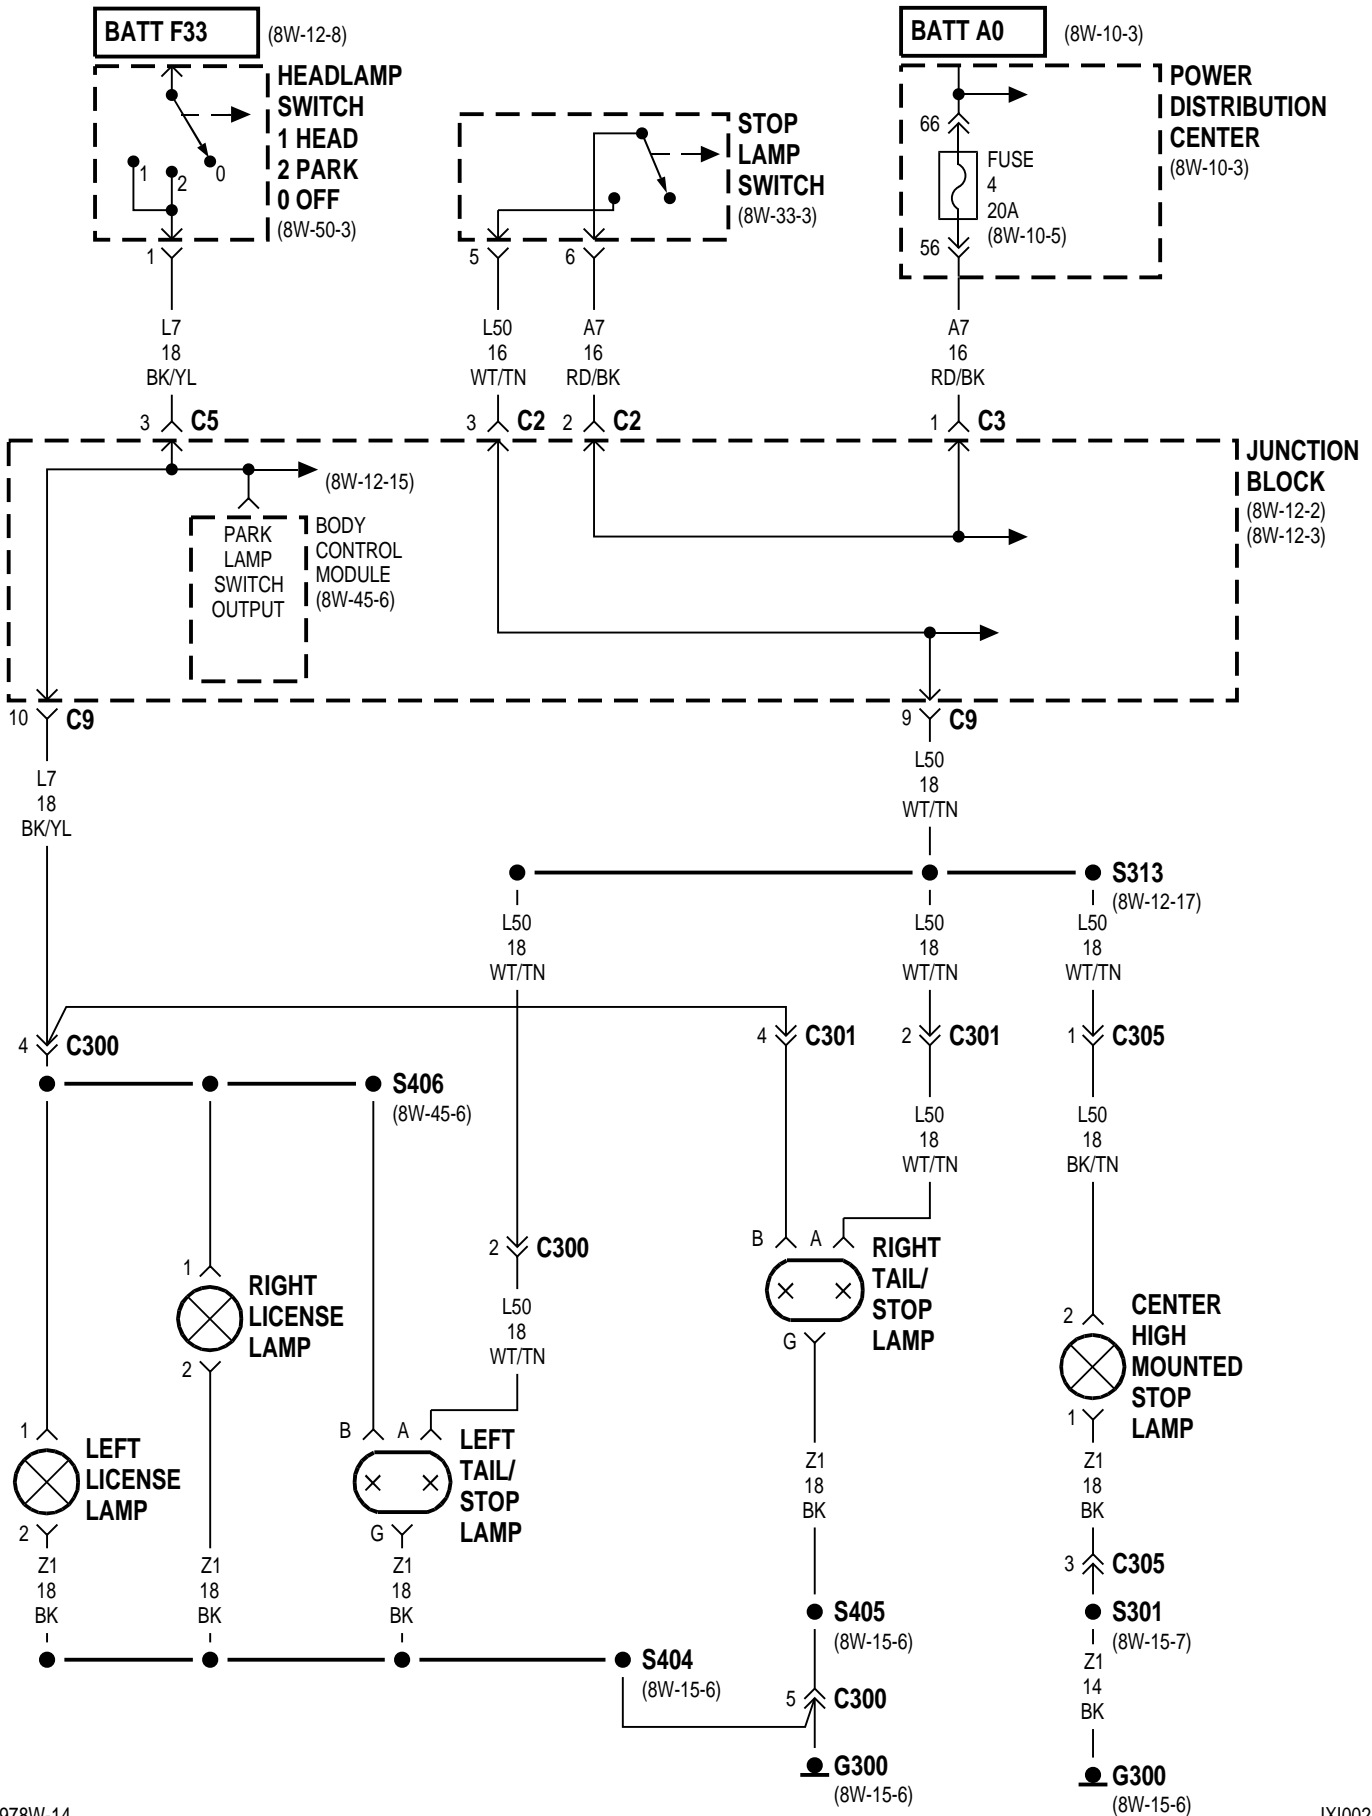 BATT F33
(8W-12-8)
BATT A0
(8W-10-3)
HEADLAMP
SWITCH
1 HEAD
2 PARK
0 OFF
(8W-50-3)
1
2
0
STOP
LAMP
SWITCH
(8W-33-3)
POWER
DISTRIBUTION
CENTER
(8W-10-3)
66
FUSE
4
20A
(8W-10-5)
56
1
5
6
L7
18
BK/YL
L50
16
WT/TN
A7
16
RD/BK
A7
16
RD/BK
3 C5
3 C2
2 C2
1 C3
JUNCTION
BLOCK
(8W-12-2)
(8W-12-3)
(8W-12-15)
PARK
LAMP
SWITCH
OUTPUT
BODY
CONTROL
MODULE
(8W-45-6)
10 C9
9 C9
L7
18
BK/YL
L50
18
WT/TN
S313
(8W-12-17)
L50
18
WT/TN
L50
18
WT/TN
L50
18
WT/TN
4 C300
4 C301
2 C301
1 C305
S406
(8W-45-6)
L50
18
WT/TN
L50
18
BK/TN
2 C300
B A
RIGHT
TAIL/
STOP
LAMP
G
1
RIGHT
LICENSE
LAMP
2
L50
18
WT/TN
2
CENTER
HIGH
MOUNTED
STOP
LAMP
1
1
LEFT
LICENSE
LAMP
2
B A
LEFT
TAIL/
STOP
LAMP
G
Z1
18
BK
Z1
18
BK
Z1
18
BK
Z1
18
BK
Z1
18
BK
3 C305
S405
(8W-15-6)
S301
(8W-15-7)
S404
(8W-15-6)
Z1
14
BK
5 C300
G300
(8W-15-6)
G300
(8W-15-6)
978W-14